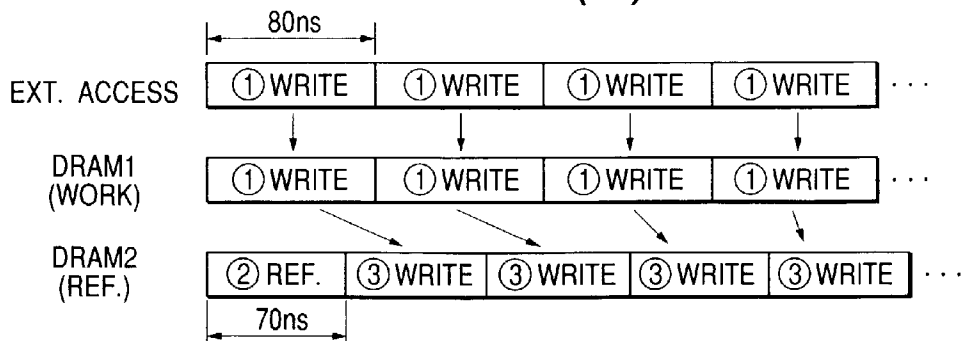 80ns
EXT. ACCESS ①WRITE ①WRITE ①WRITE ①WRITE ...
DRAM1
(WORK) ①WRITE ①WRITE ①WRITE ①WRITE ...
DRAM2
(REF.) ②REF. ③WRITE ③WRITE ③WRITE ③WRITE ...
70ns